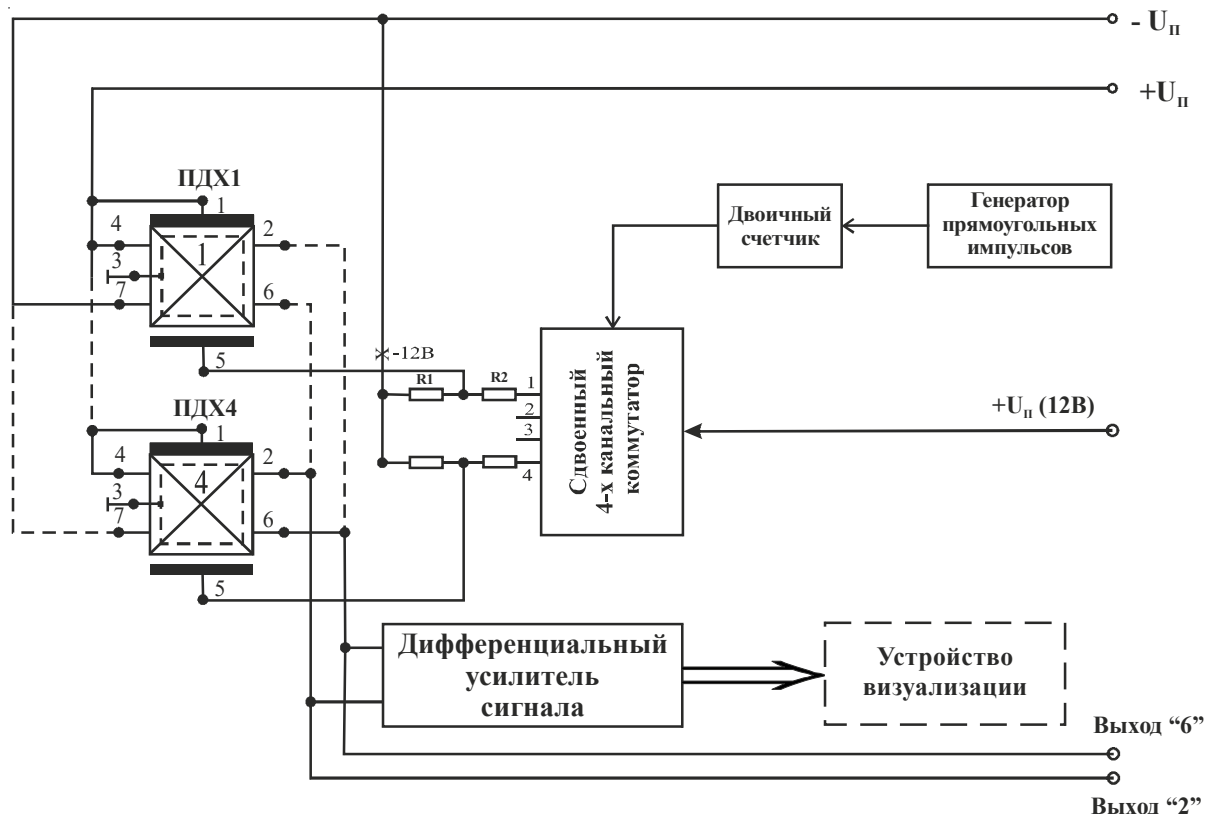 - Uп
+Uп
ПДХ1
1
4
2
1
3
7
6
5
Двоичный
счетчик
Генератор
прямоугольных
импульсов
-12В
R1
R2
1
2
3
4
Сдвоенный
4-х канальный
коммутатор
+Uп (12В)
ПДХ4
1
4
2
4
3
7
6
5
Дифференциальный
усилитель
сигнала
Устройство
визуализации
Выход “6”
Выход “2”